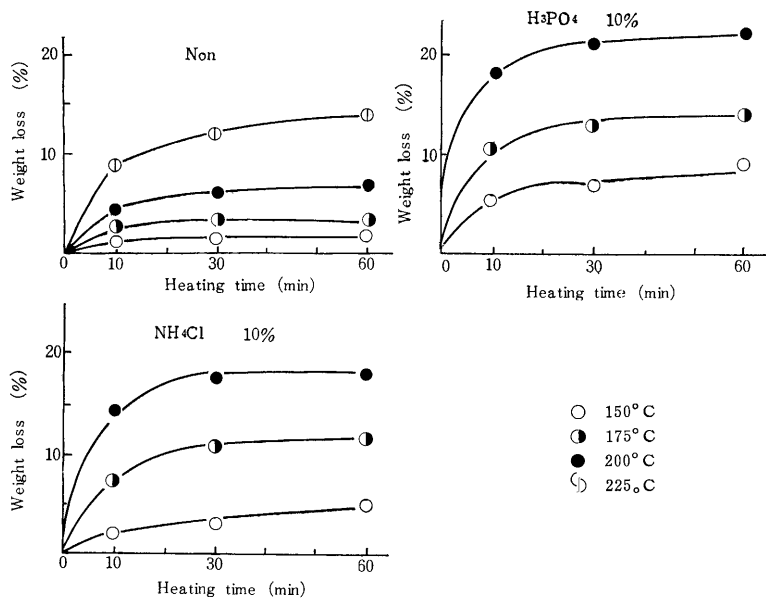 Non
Weight loss (%)
20
10
0 10 30 60
Heating time (min)
H3PO4 10%
Weight loss (%)
20
10
0 10 30 60
Heating time (min)
NH4Cl 10%
Weight loss (%)
20
10
0 10 30 60
Heating time (min)
150°C
175°C
200°C
225°C